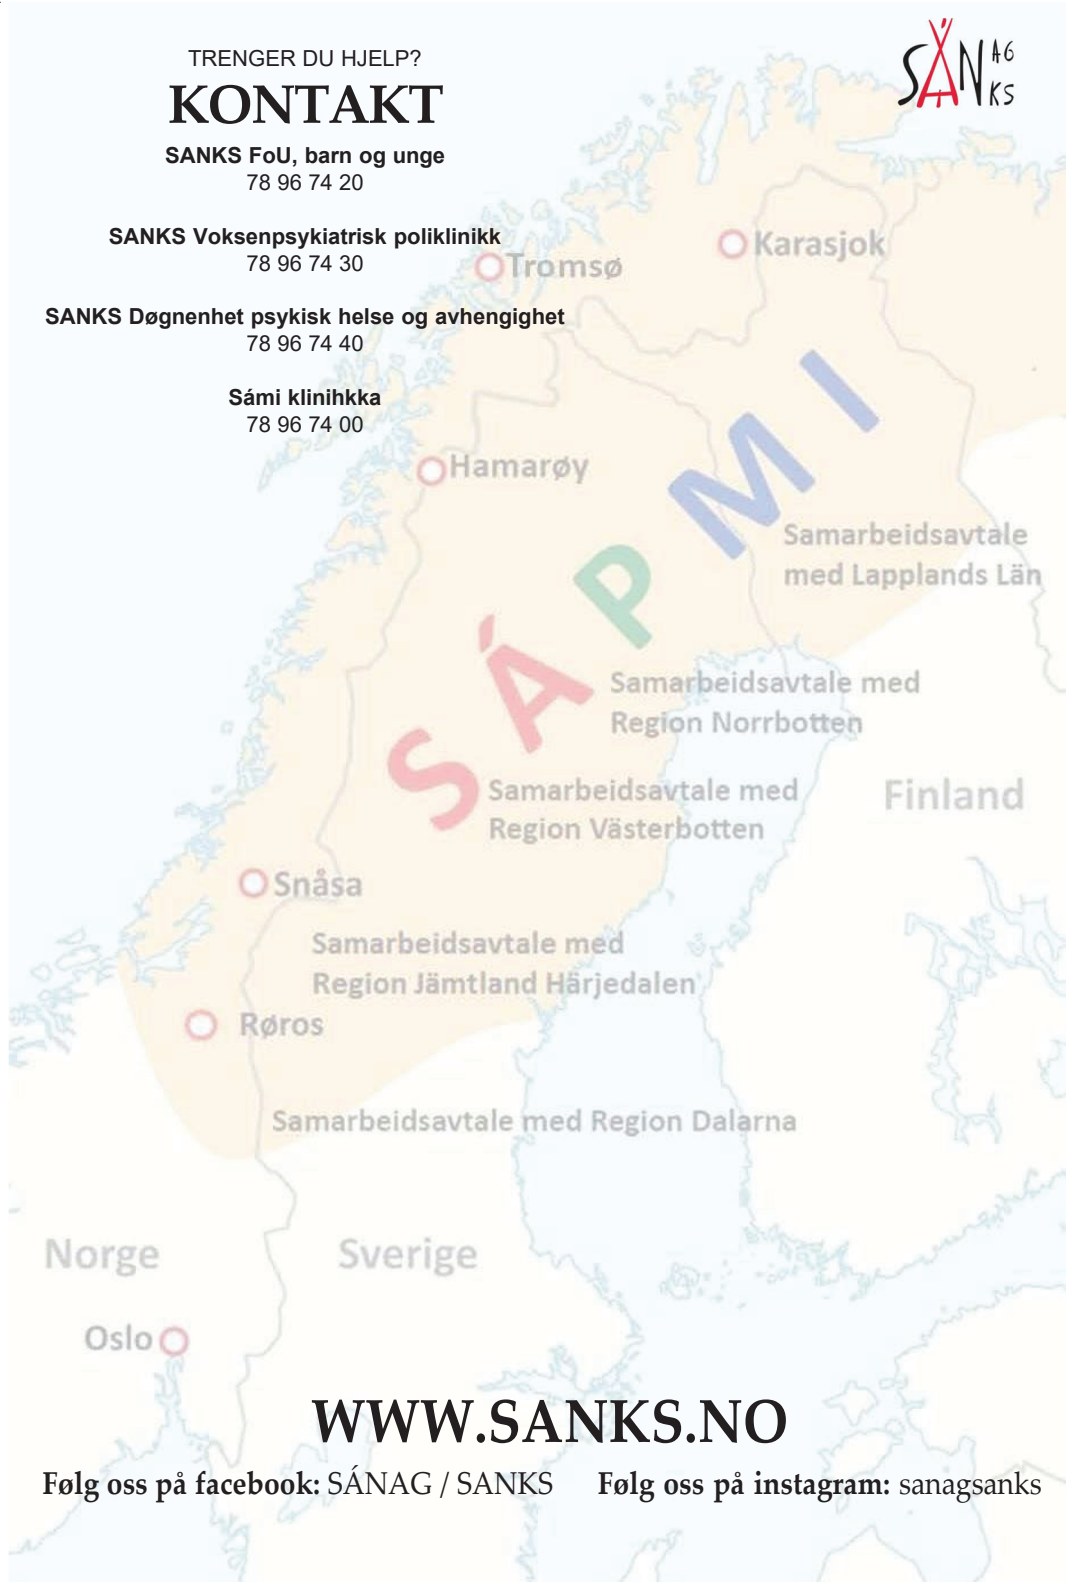 TRENGER DU HJELP?
KONTAKT
SANKS FoU, barn og unge
78 96 74 20
SANKS Voksenpsykiatrisk poliklinikk
78 96 74 30
SANKS Døgnenhet psykisk helse og avhengighet
78 96 74 40
Sámi klinihkka
78 96 74 00
SÁNAG
KS
Karasjok
Tromsø
Hamarøy
SÁPMI
Samarbeidsavtale
med Lapplands Län
Samarbeidsavtale med
Region Norrbotten
Samarbeidsavtale med
Region Västerbotten
Finland
Snåsa
Samarbeidsavtale med
Region Jämtland Härjedalen
Røros
Samarbeidsavtale med Region Dalarna
Norge
Sverige
Oslo
WWW.SANKS.NO
Følg oss på facebook: SÁNAG / SANKS Følg oss på instagram: sanagsanks